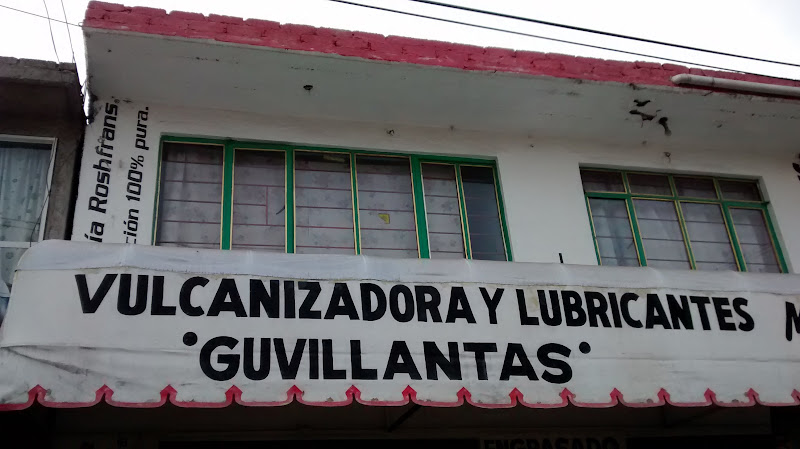 ía Roshfrans.
ción 100% pura.
VULCANIZADORA Y LUBRICANTES
"GUVILLANTAS"
ENGRASADO